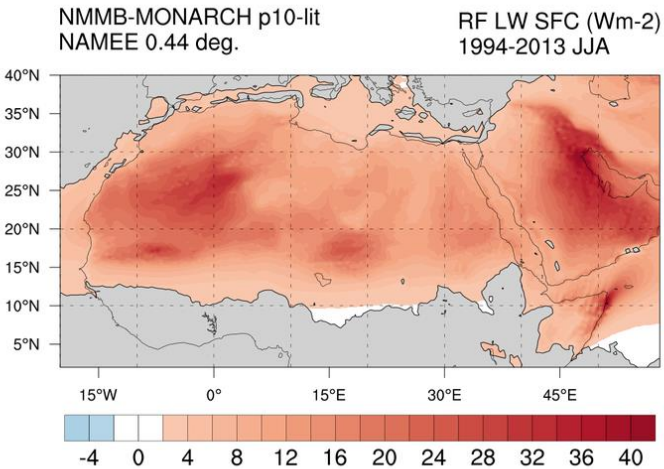 NMMB-MONARCH p10-lit RF LW SFC (Wm-2)
NAMEE 0.44 deg. 1994-2013 JJA
40°N
35°N
30°N
25°N
20°N
15°N
10°N
5°N
15°W 0° 15°E 30°E 45°E
-4 0 4 8 12 16 20 24 28 32 36 40